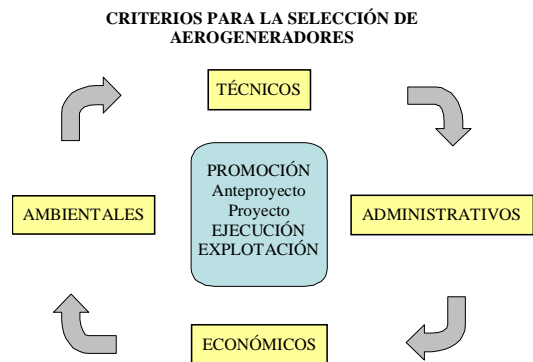 CRITERIOS PARA LA SELECCIÓN DE
AEROGENERADORES
TÉCNICOS
PROMOCIÓN
Anteproyecto
Proyecto
EJECUCIÓN
EXPLOTACIÓN
AMBIENTALES
ADMINISTRATIVOS
ECONÓMICOS